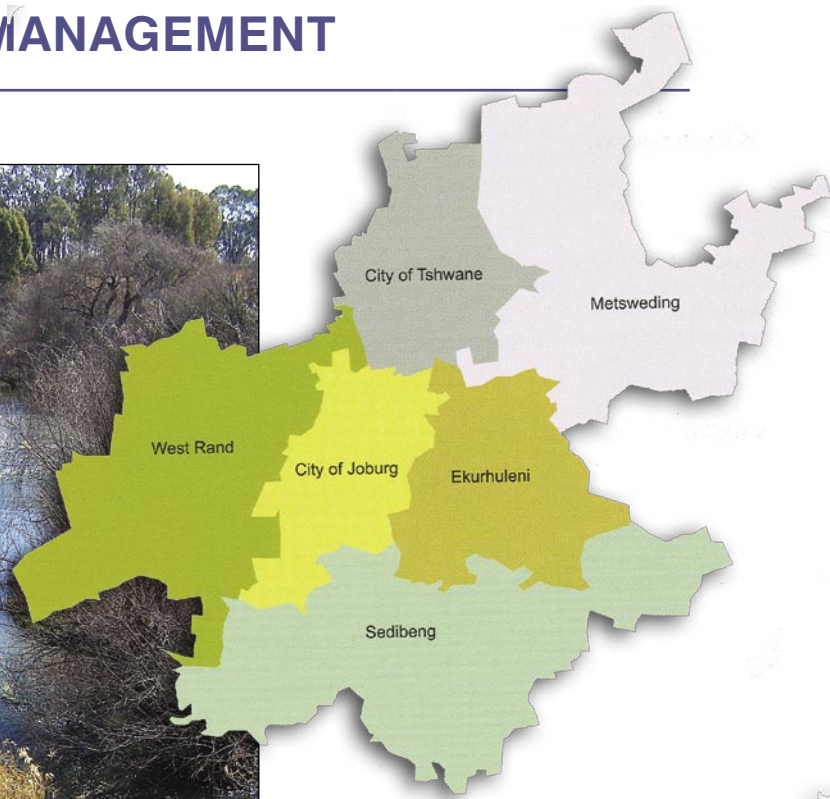 MANAGEMENT
City of Tshwane
Metsweding
West Rand
City of Joburg
Ekurhuleni
Sedibeng